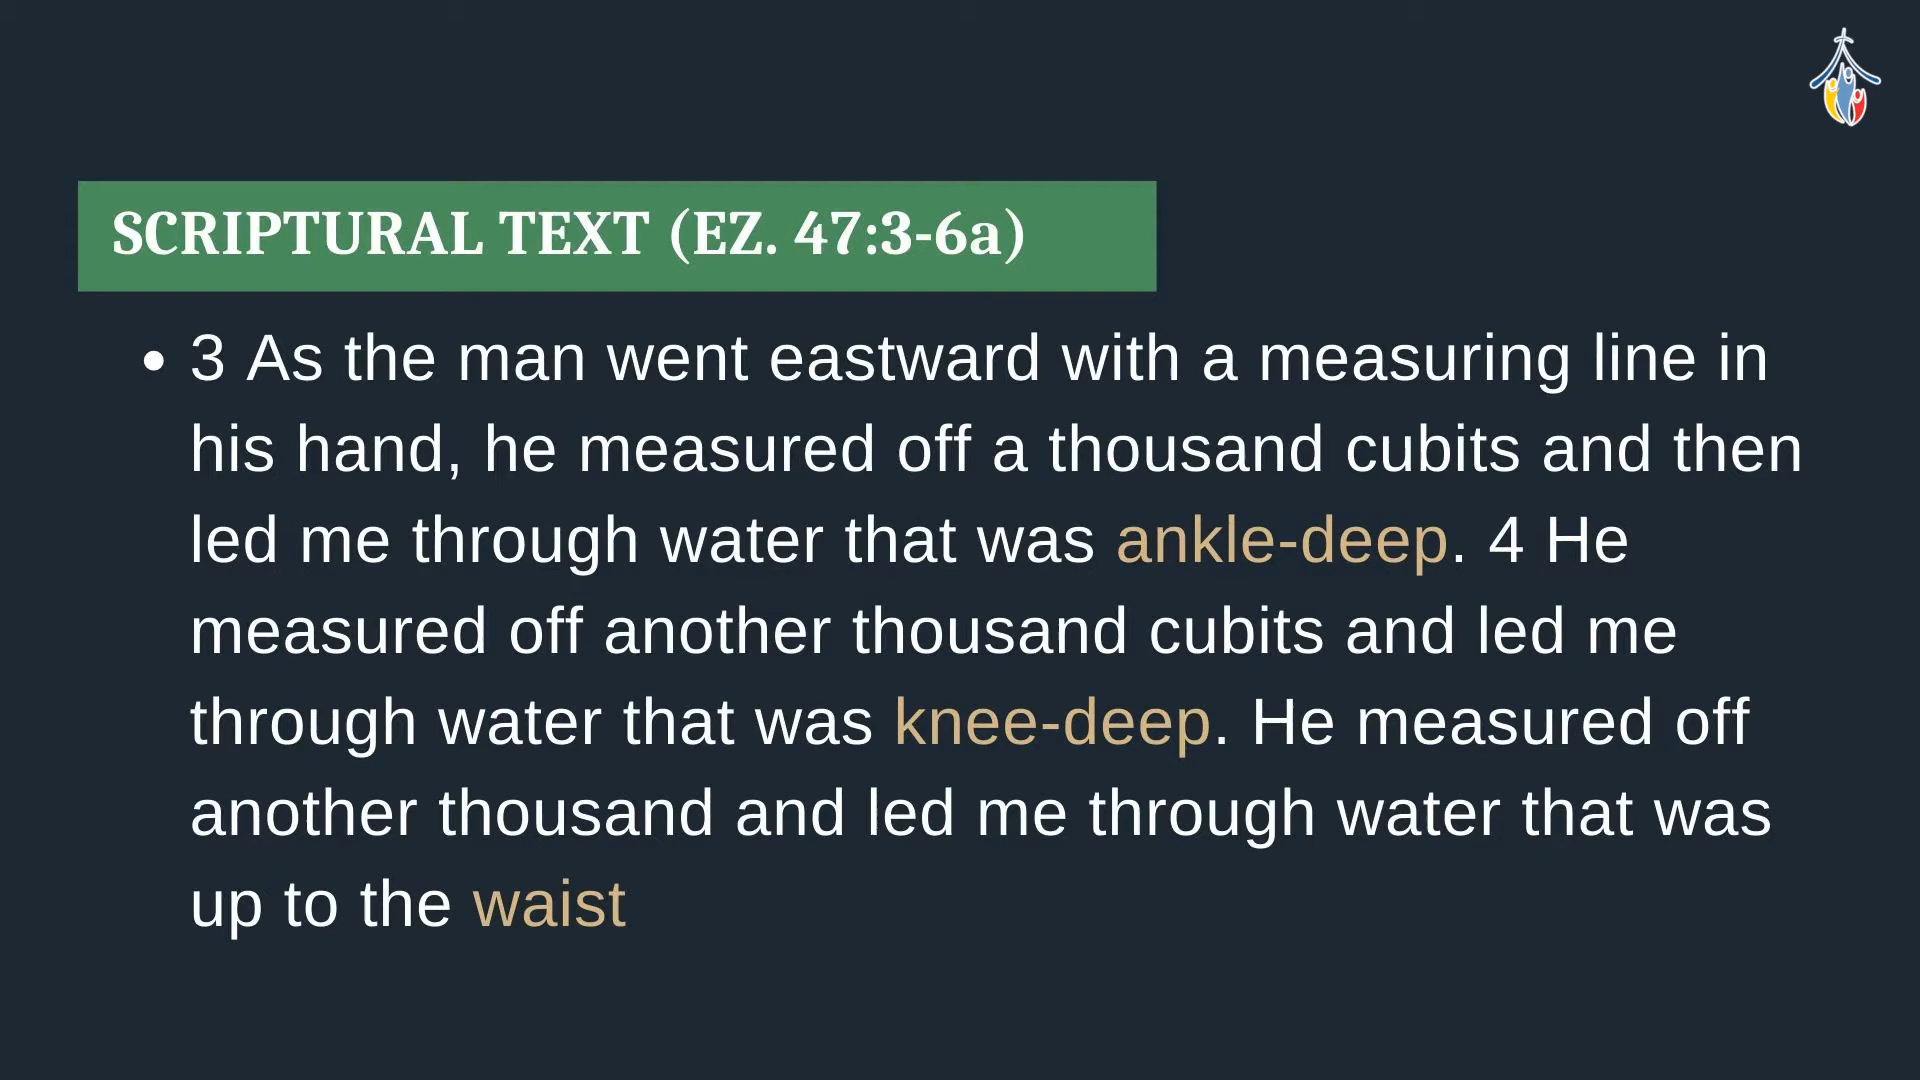 SCRIPTURAL TEXT (EZ. 47:3-6a)
• 3 As the man went eastward with a measuring line in
his hand, he measured off a thousand cubits and then
led me through water that was ankle-deep. 4 He
measured off another thousand cubits and led me
through water that was knee-deep. He measured off
another thousand and led me through water that was
up to the waist